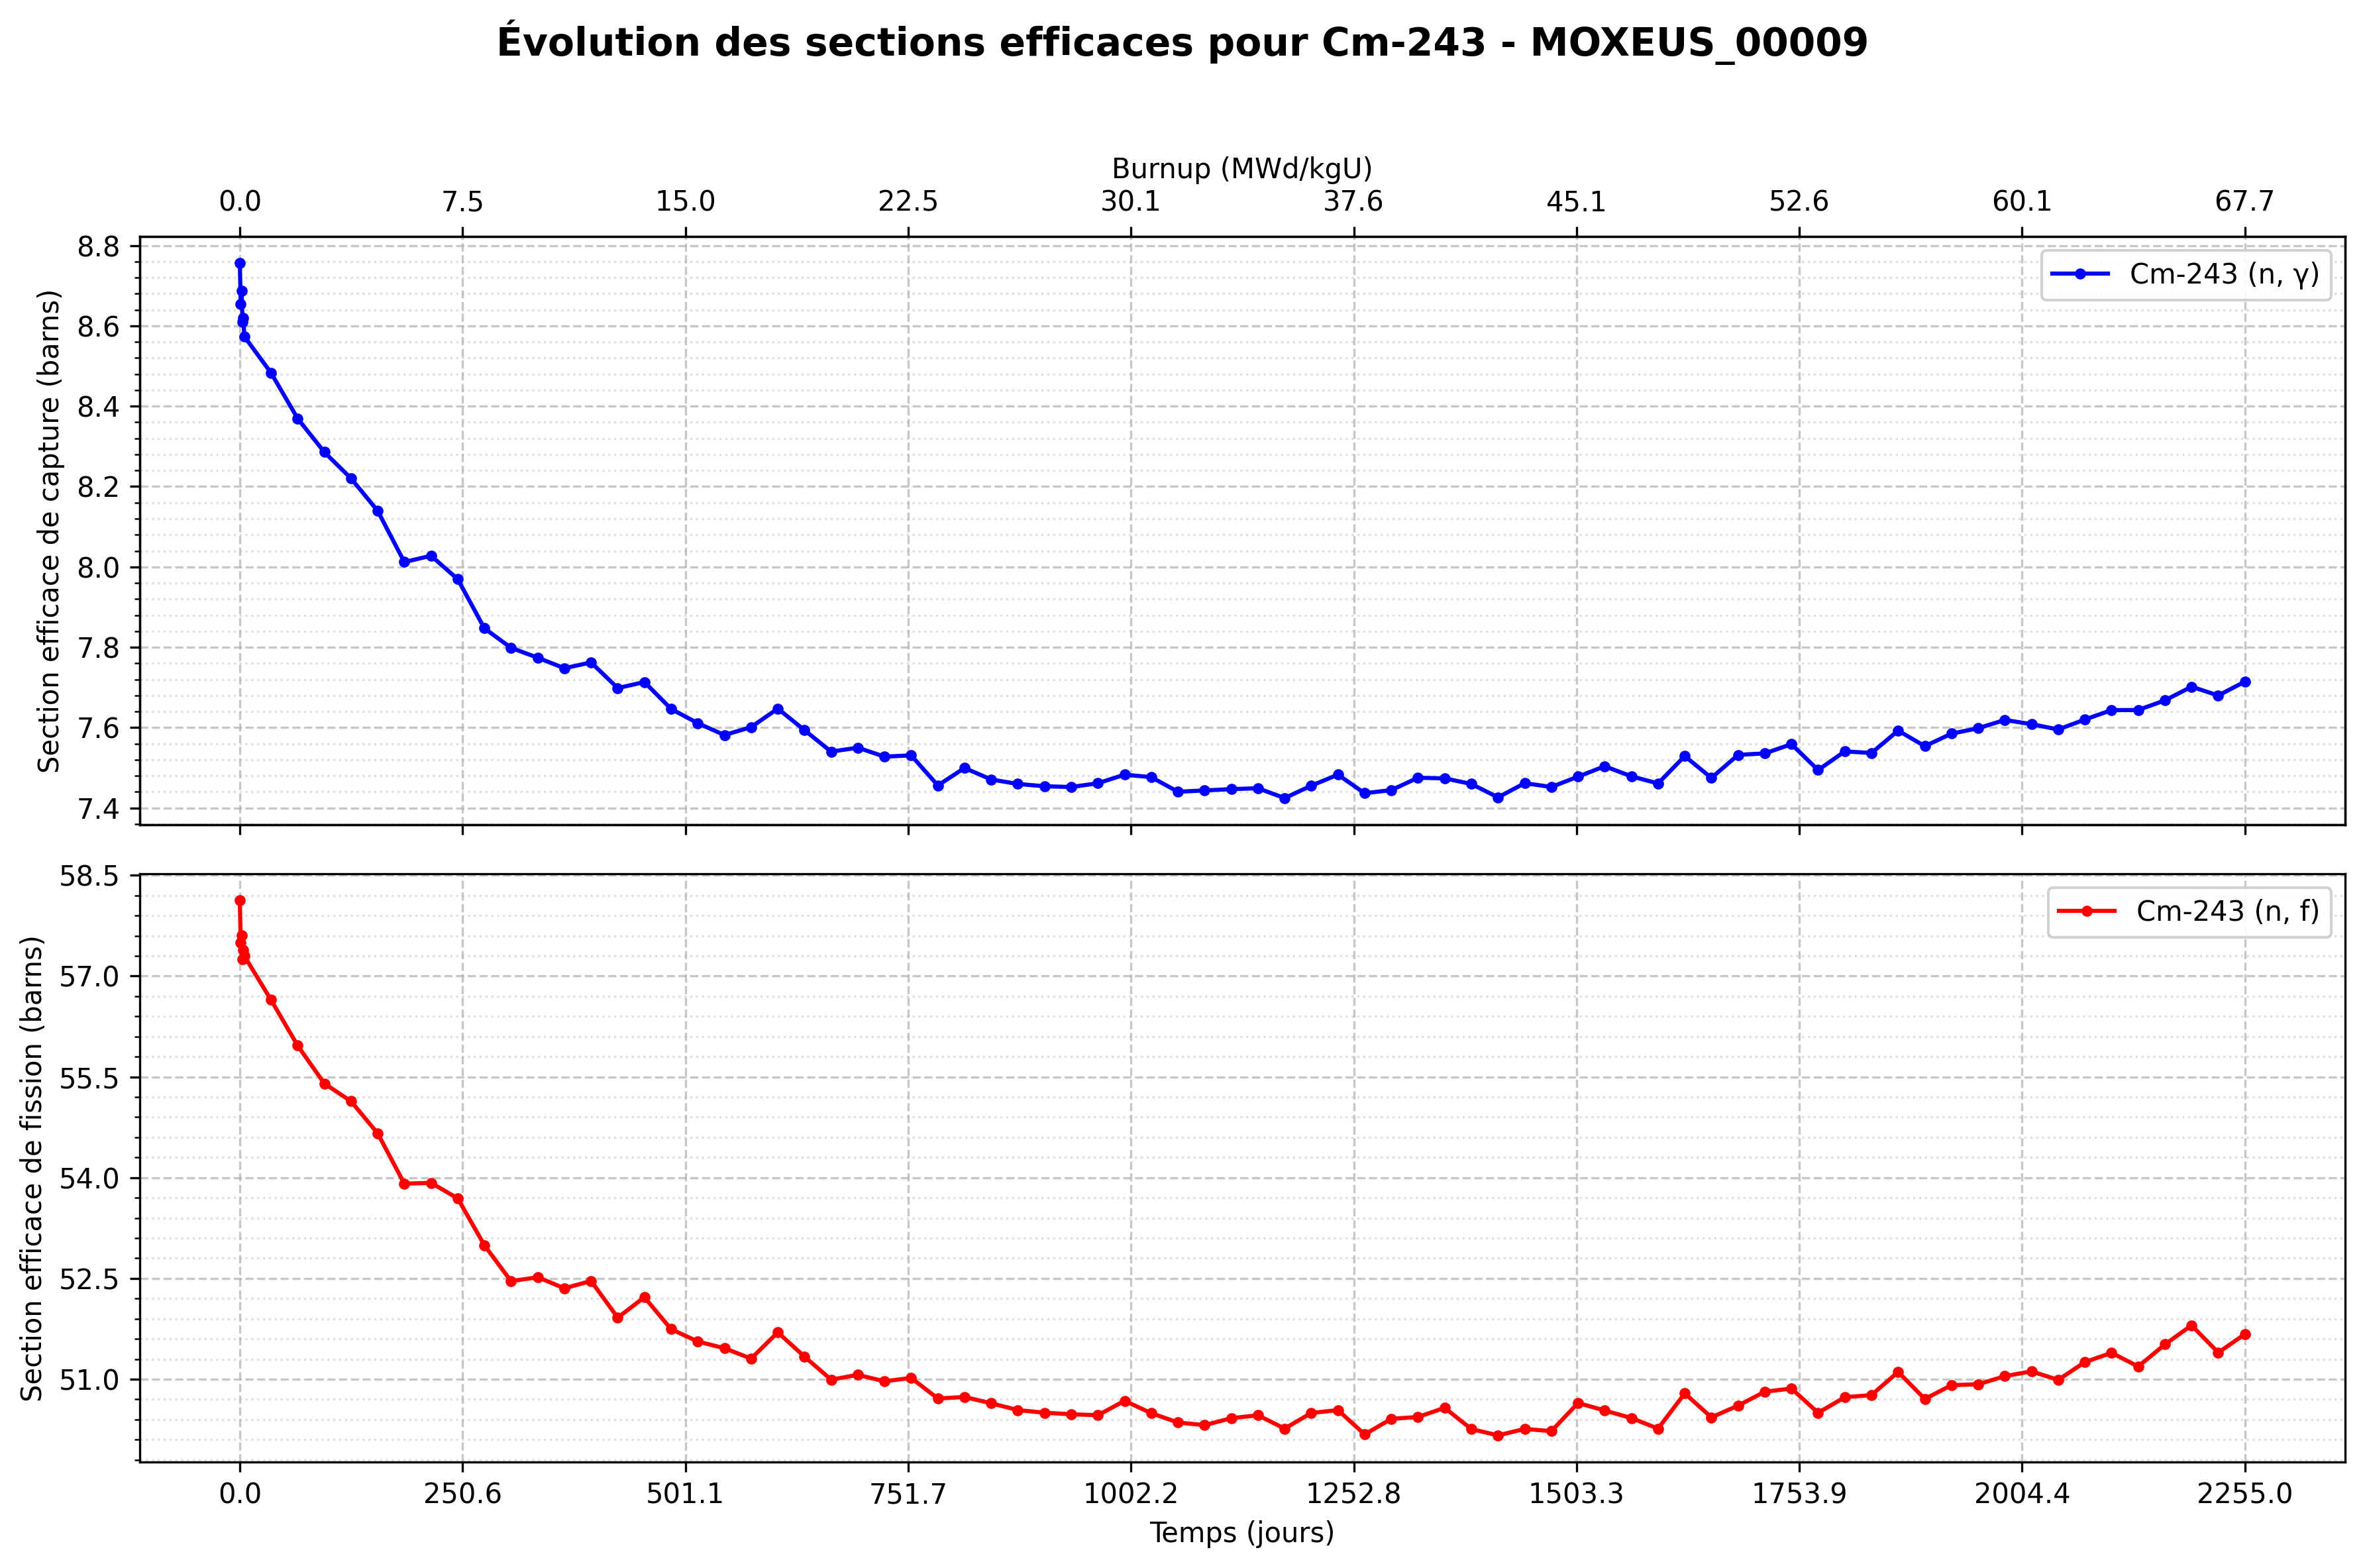 Évolution des sections efficaces pour Cm-243 - MOXEUS_00009
Burnup (MWd/kgU)
0.0 7.5 15.0 22.5 30.1 37.6 45.1 52.6 60.1 67.7
Section efficace de capture (barns)
8.8
8.6
8.4
8.2
8.0
7.8
7.6
7.4
Cm-243 (n, γ)
Section efficace de fission (barns)
58.5
57.0
55.5
54.0
52.5
51.0
Cm-243 (n, f)
0.0 250.6 501.1 751.7 1002.2 1252.8 1503.3 1753.9 2004.4 2255.0
Temps (jours)